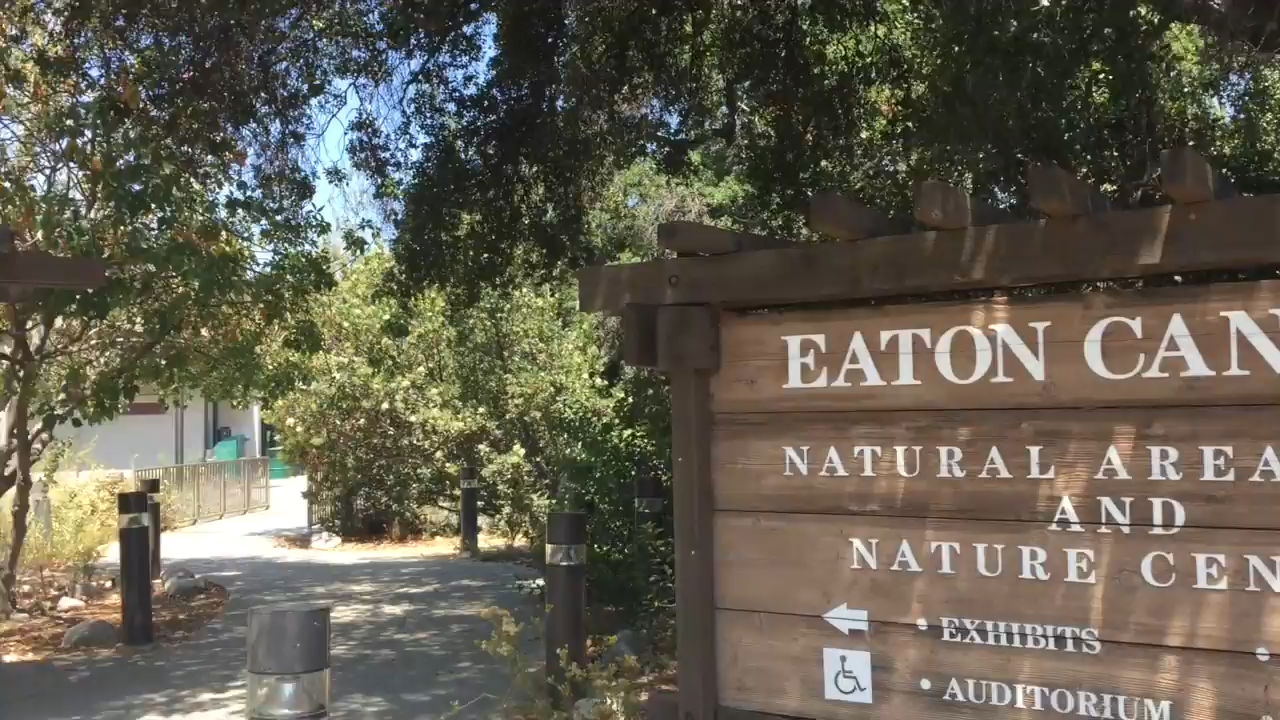 EATON CAN
NATURAL AREA
AND
NATURE CEN
• EXHIBITS
• AUDITORIUM